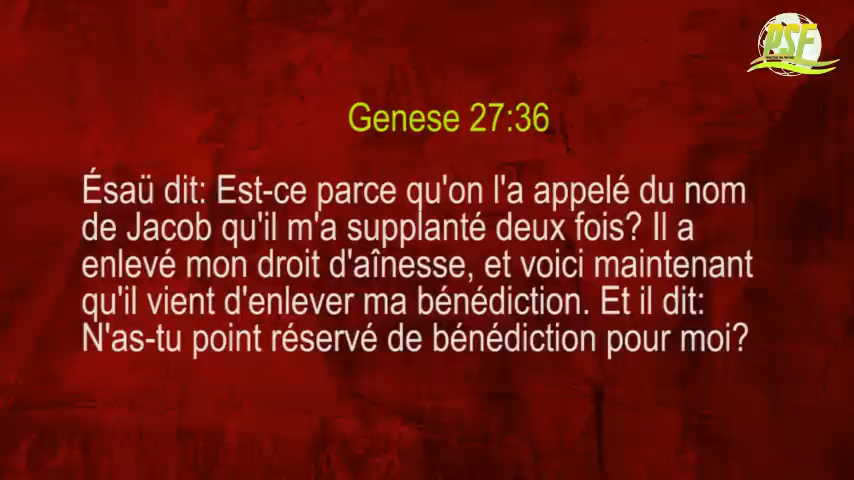 PSF
Genese 27:36
Ésaü dit: Est-ce parce qu'on l'a appelé du nom
de Jacob qu'il m'a supplanté deux fois? Il a
enlevé mon droit d'aînesse, et voici maintenant
qu'il vient d'enlever ma bénédiction. Et il dit:
N'as-tu point réservé de bénédiction pour moi?